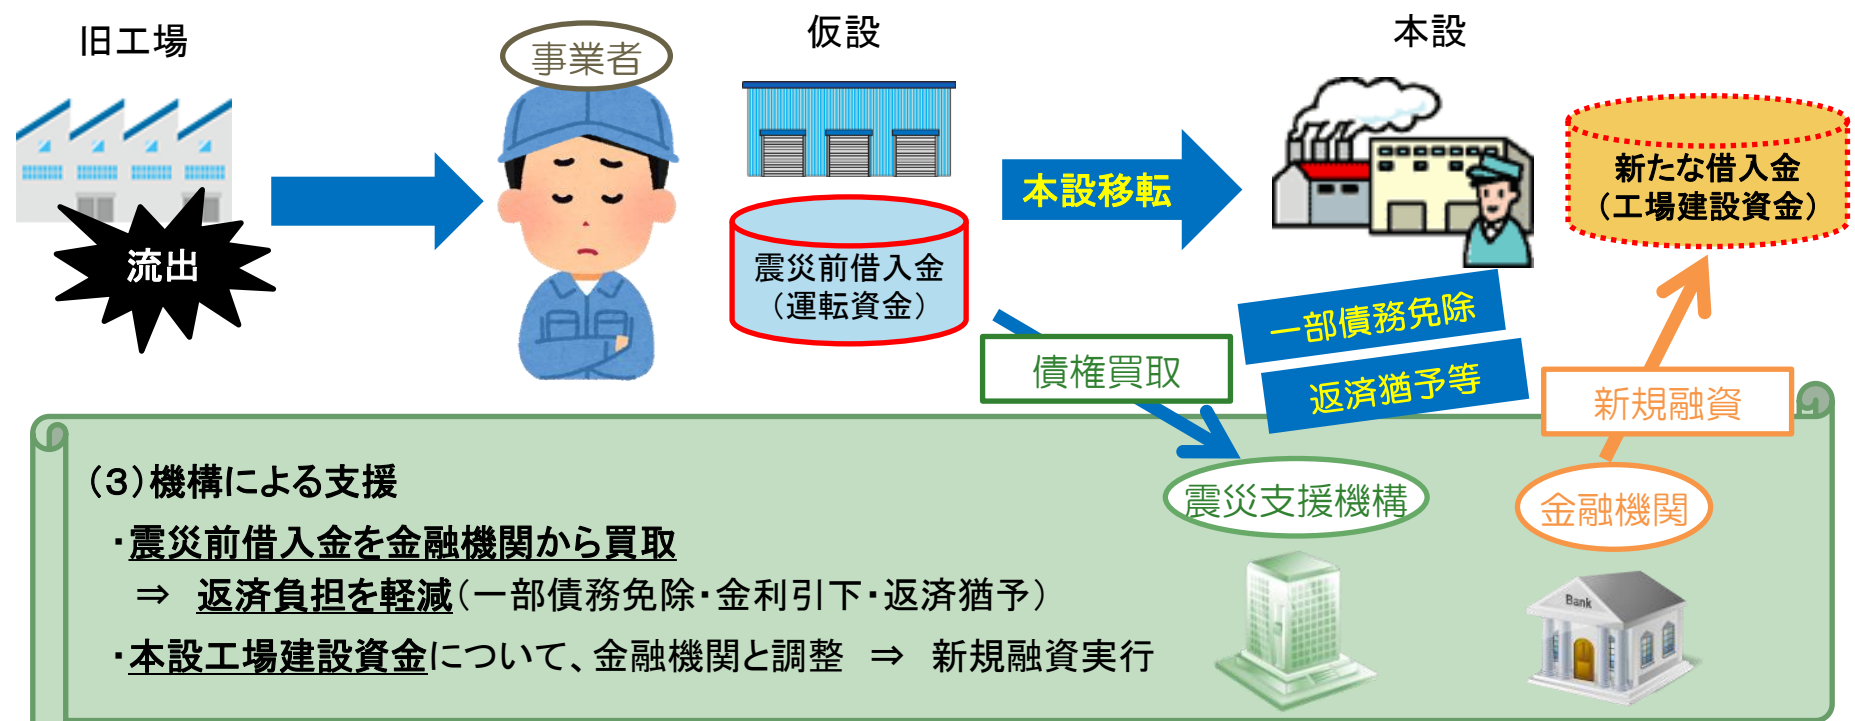 旧工場
事業者
仮設
本設
流出
震災前借入金
（運転資金）
本設移転
新たな借入金
（工場建設資金）
一部債務免除
返済猶予等
債権買取
新規融資
震災支援機構
金融機関
Bank
（３）機構による支援
・震災前借入金を金融機関から買取
⇒　返済負担を軽減（一部債務免除・金利引下・返済猶予）
・本設工場建設資金について、金融機関と調整　⇒　新規融資実行